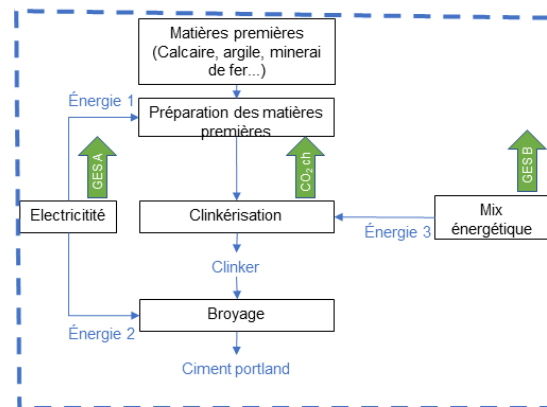 Matières premières
(Calcaire, argile, minerai
de fer...)
Énergie 1
Préparation des matières
premières
GES A
CO₂ ch
GES B
Electricitité
Clinkérisation
Mix
énergétique
Énergie 3
Clinker
Broyage
Énergie 2
Ciment portland